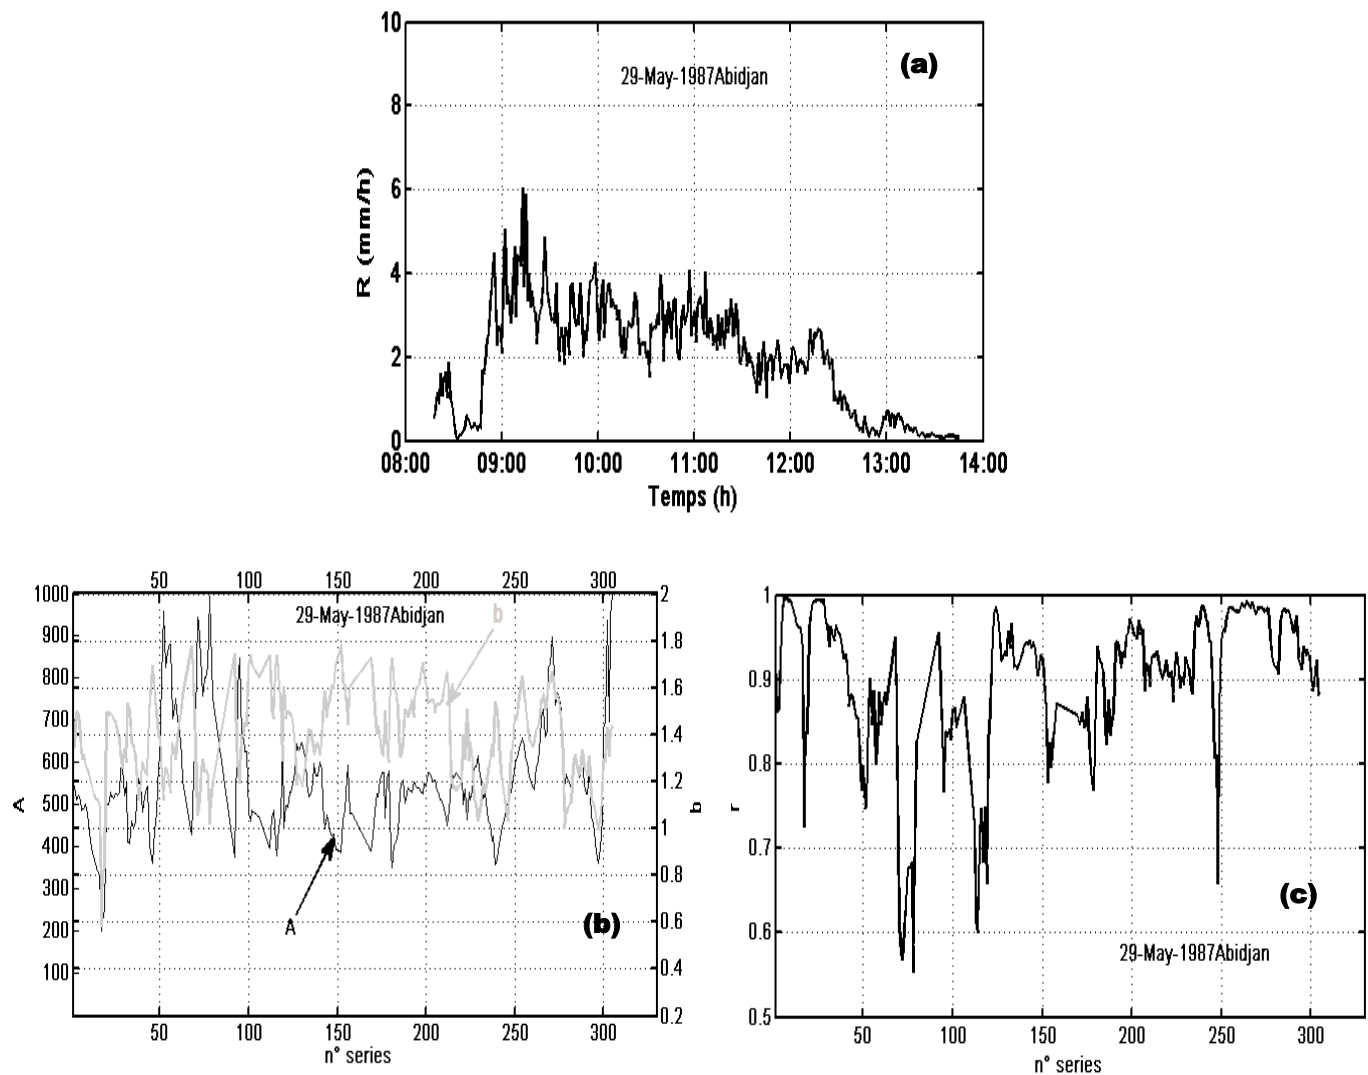 10
(a)
29-May-1987Abidjan
8
6
R (mm/h)
4
2
0
08:00 09:00 10:00 11:00 12:00 13:00 14:00
Temps (h)
50 100 150 200 250 300
1000 2
29-May-1987Abidjan b
900 1.8
800
700 1.6
600 1.4
500 1.2
A b
400 1
300 0.8
200 0.6
A (b)
100 0.4
0.2
50 100 150 200 250 300
n° series
1
0.9
0.8
r
0.7
(c)
0.6
29-May-1987Abidjan
0.5
50 100 150 200 250 300
n° series